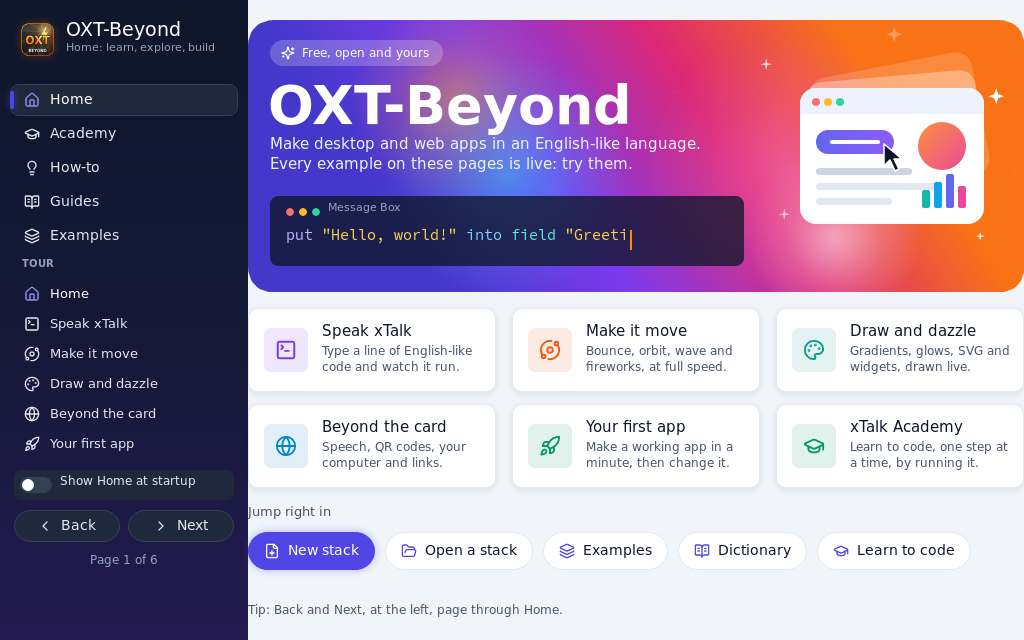 OXT
BEYOND
OXT-Beyond
Home: learn, explore, build
Home
Academy
How-to
Guides
Examples
TOUR
Home
Speak xTalk
Make it move
Draw and dazzle
Beyond the card
Your first app
Show Home at startup
Back
Next
Page 1 of 6
Free, open and yours
OXT-Beyond
Make desktop and web apps in an English-like language.
Every example on these pages is live: try them.
Message Box
put "Hello, world!" into field "Greeti
Speak xTalk
Type a line of English-like
code and watch it run.
Make it move
Bounce, orbit, wave and
fireworks, at full speed.
Draw and dazzle
Gradients, glows, SVG and
widgets, drawn live.
Beyond the card
Speech, QR codes, your
computer and links.
Your first app
Make a working app in a
minute, then change it.
xTalk Academy
Learn to code, one step at
a time, by running it.
Jump right in
New stack
Open a stack
Examples
Dictionary
Learn to code
Tip: Back and Next, at the left, page through Home.